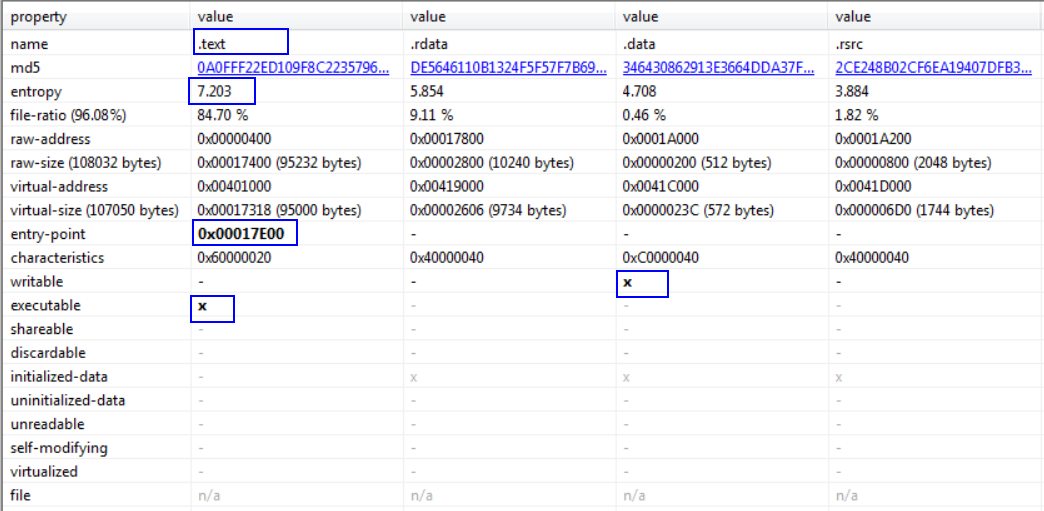 property value value value value
name .text .rdata .data .rsrc
md5 0A0FFF22ED109F8C2235796... DE5646110B1324F5F57F7B69... 346430862913E3664DDA37F... 2CE248B02CF6EA19407DFB3...
entropy 7.203 5.854 4.708 3.884
file-ratio (96.08%) 84.70 % 9.11 % 0.46 % 1.82 %
raw-address 0x00000400 0x00017800 0x0001A000 0x0001A200
raw-size (108032 bytes) 0x00017400 (95232 bytes) 0x00002800 (10240 bytes) 0x00000200 (512 bytes) 0x00000800 (2048 bytes)
virtual-address 0x00401000 0x00419000 0x0041C000 0x0041D000
virtual-size (107050 bytes) 0x00017318 (95000 bytes) 0x00002606 (9734 bytes) 0x0000023C (572 bytes) 0x000006D0 (1744 bytes)
entry-point 0x00017E00 - - -
characteristics 0x60000020 0x40000040 0xC0000040 0x40000040
writable - - x -
executable x - - -
shareable - - - -
discardable - - - -
initialized-data - x x x
uninitialized-data - - - -
unreadable - - - -
self-modifying - - - -
virtualized - - - -
file n/a n/a n/a n/a